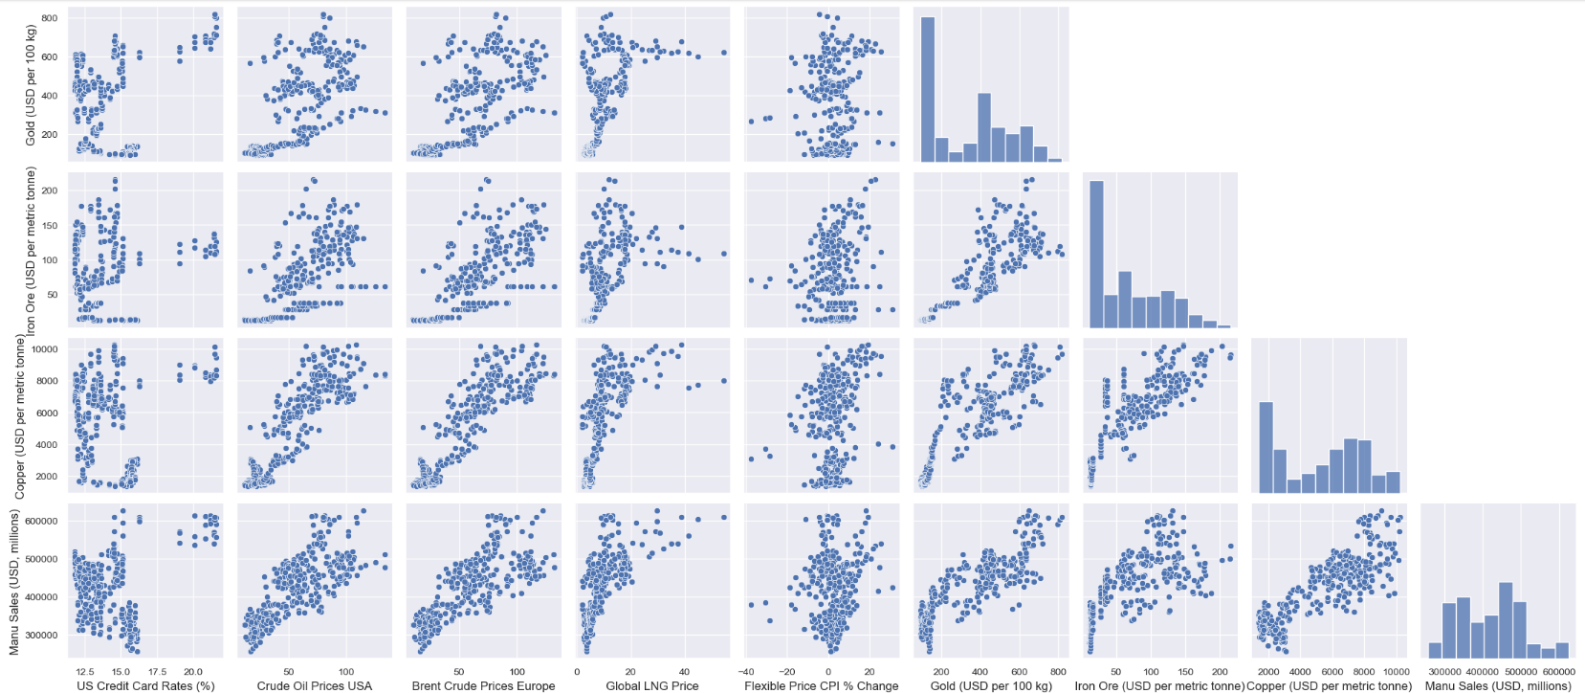 Gold (USD per 100 kg)
800
600
400
200
Iron Ore (USD per metric tonne)
200
150
100
50
Copper (USD per metric tonne)
10000
8000
6000
4000
2000
Manu Sales (USD, millions)
600000
500000
400000
300000
12.5 15.0 17.5 20.0
50 100
50 100
0 20 40
−40 −20 0 20
200 400 600 800
0 50 100 150 200
2000 4000 6000 8000 10000
300000 400000 500000 600000
US Credit Card Rates (%)
Crude Oil Prices USA
Brent Crude Prices Europe
Global LNG Price
Flexible Price CPI % Change
Gold (USD per 100 kg)
Iron Ore (USD per metric tonne)
Copper (USD per metric tonne)
Manu Sales (USD, millions)